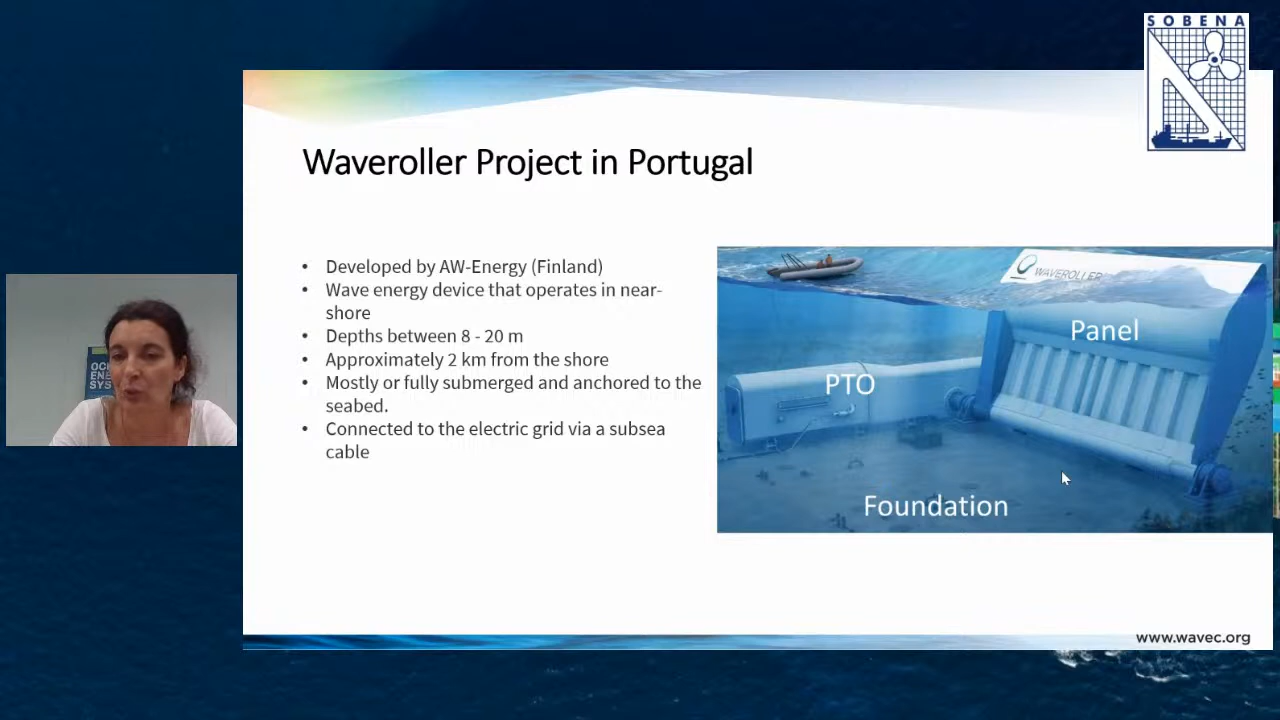 SOBENA
Waveroller Project in Portugal
• Developed by AW-Energy (Finland)
• Wave energy device that operates in near-
shore
• Depths between 8 - 20 m
• Approximately 2 km from the shore
• Mostly or fully submerged and anchored to the
seabed.
• Connected to the electric grid via a subsea
cable
WAVEROLLER
Panel
PTO
Foundation
www.wavec.org